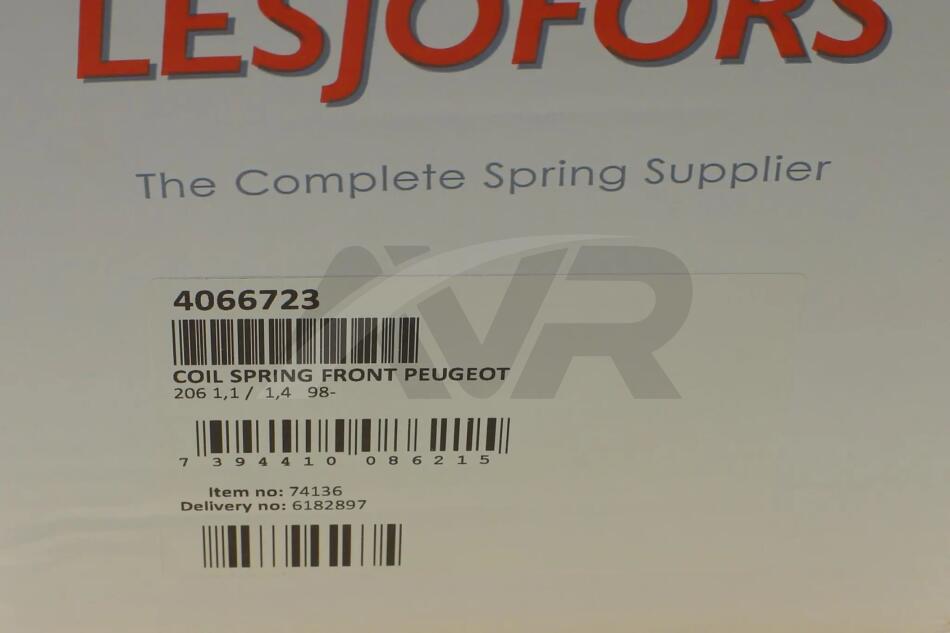 LESJOFORS
The Complete Spring Supplier
AVR
4066723
COIL SPRING FRONT PEUGEOT
206 1,1 / 1,4 98-
7 394410 086215
Item no: 74136
Delivery no: 6182897